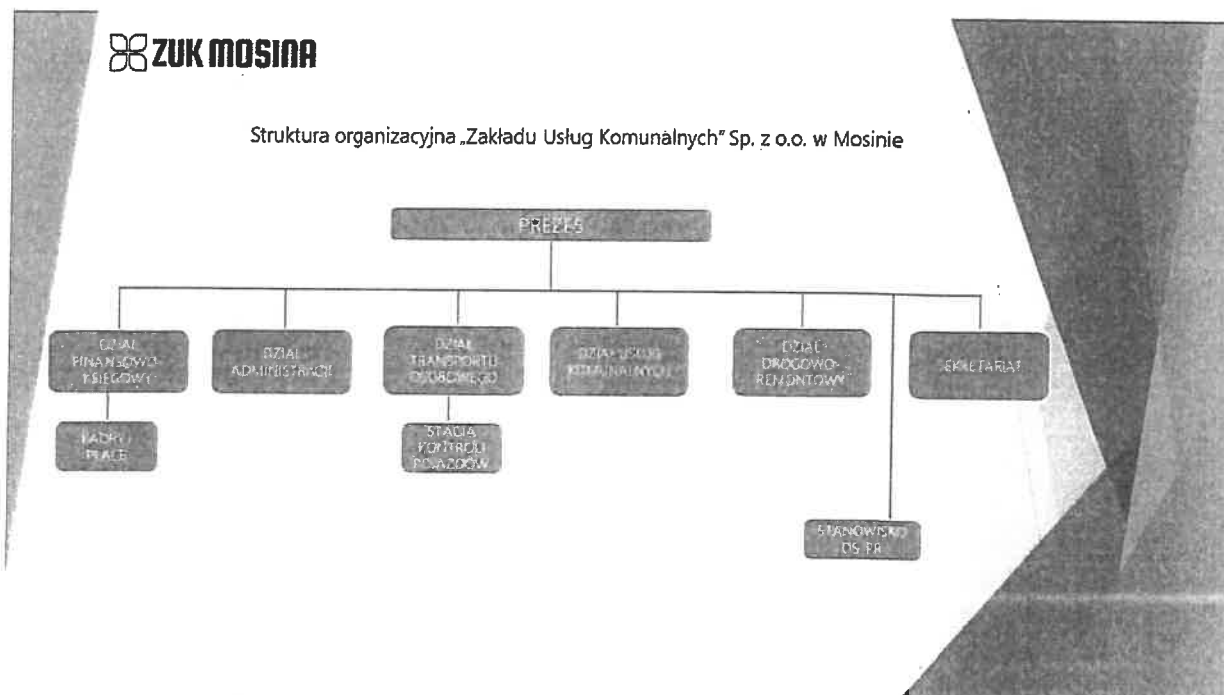 ZUK MOSINA
Struktura organizacyjna „Zakładu Usług Komunalnych” Sp. z o.o. w Mosinie
PREZES
DZIAŁ
FINANSOWO-
KSIĘGOWY
DZIAŁ
ADMINISTRACJI
DZIAŁ
TRANSPORTU
OSOBOWEGO
DZIAŁ USŁUG
KOMUNALNYCH
DZIAŁ
DROGOWO-
REMONTOWY
SEKRETARIAT
KADRY I
PŁACE
STACJA
KONTROLI
POJAZDÓW
STANOWISKO
DS. PR